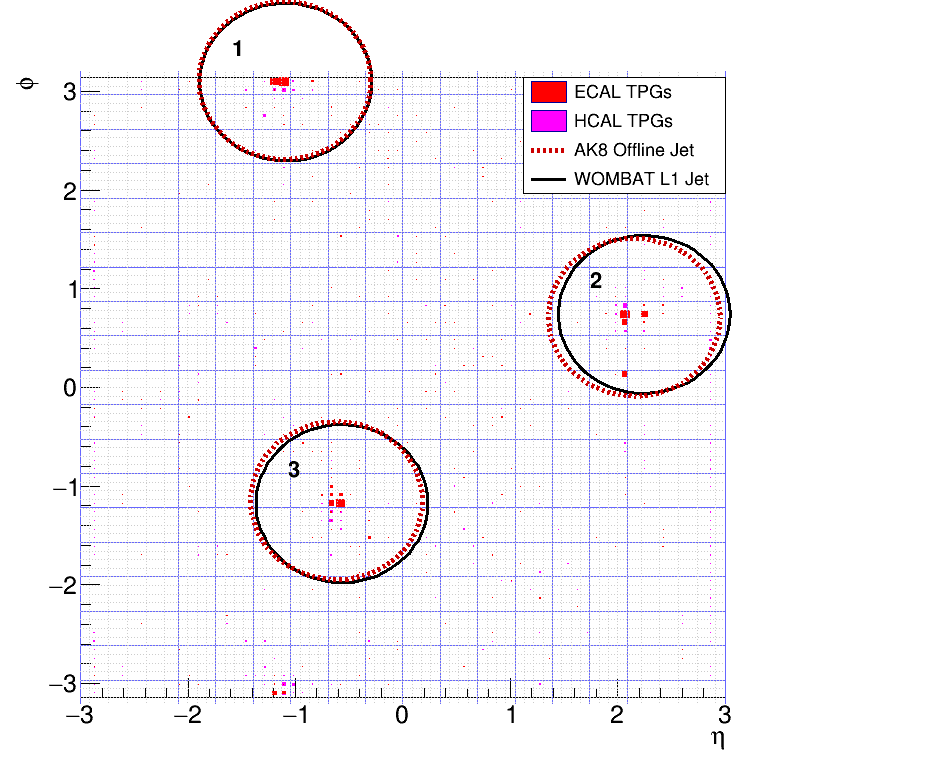 1
ϕ
3
ECAL TPGs
HCAL TPGs
AK8 Offline Jet
WOMBAT L1 Jet
2
2
1
0
3
−1
−2
−3
−3 −2 −1 0 1 2 3
η